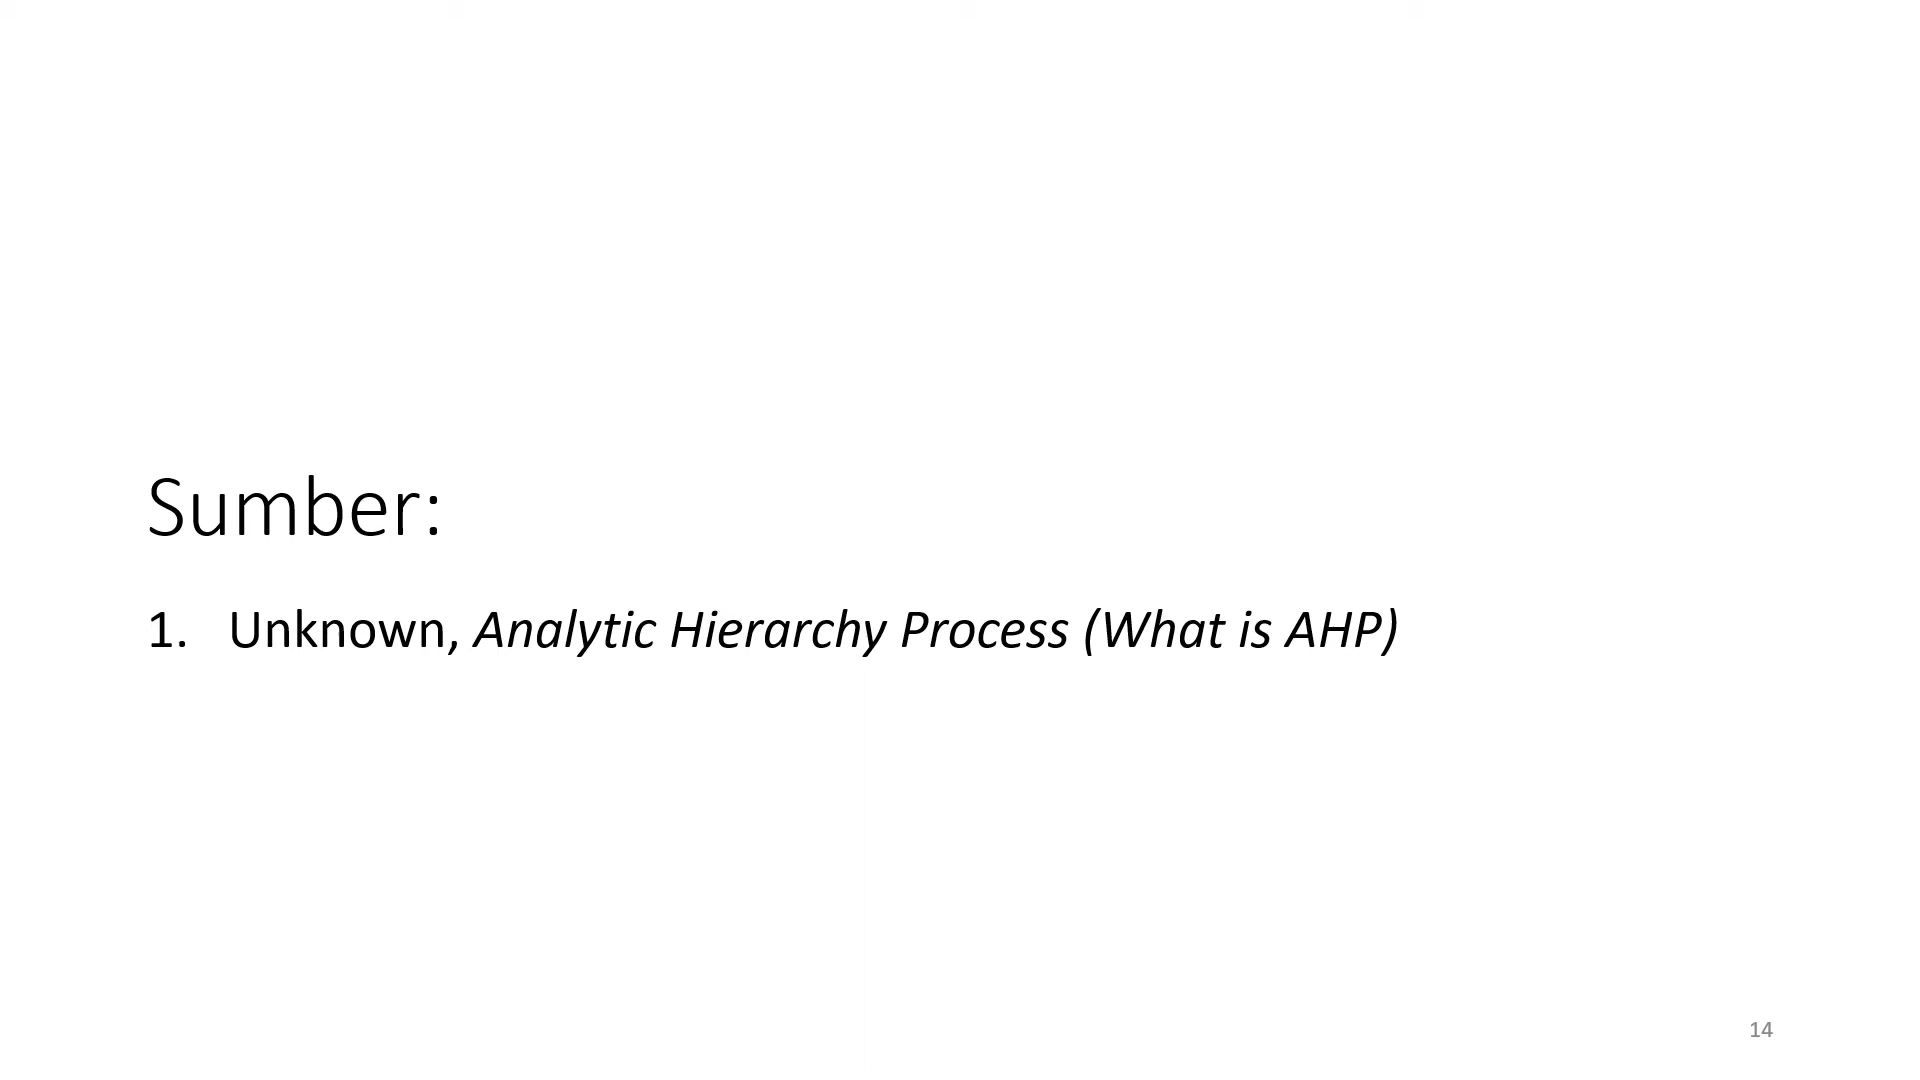 Sumber:
1. Unknown, Analytic Hierarchy Process (What is AHP)
14